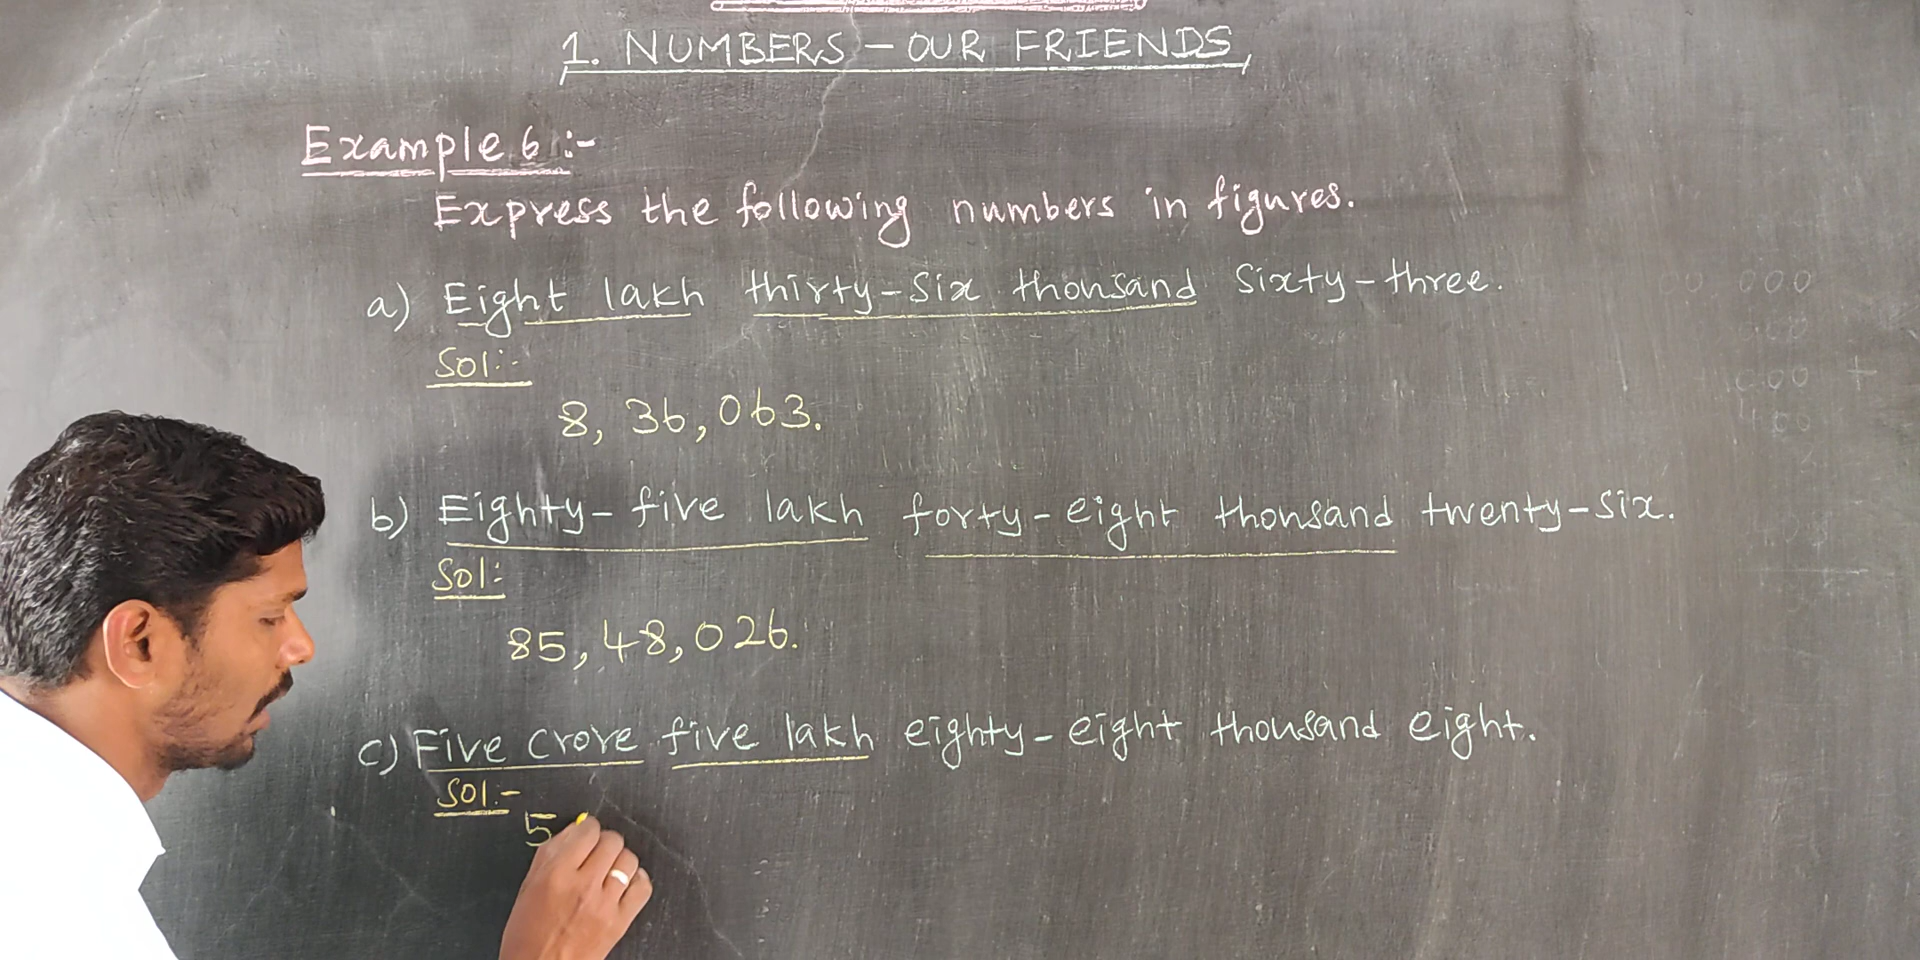 1. NUMBERS - OUR FRIENDS
Example 6 :-
Express the following numbers in figures.
a) Eight lakh thirty-six thousand sixty-three.
Sol:-
8, 36, 063.
b) Eighty-five lakh forty-eight thousand twenty-six.
Sol:
85, 48, 026.
c) Five crore five lakh eighty-eight thousand eight.
Sol:-
5